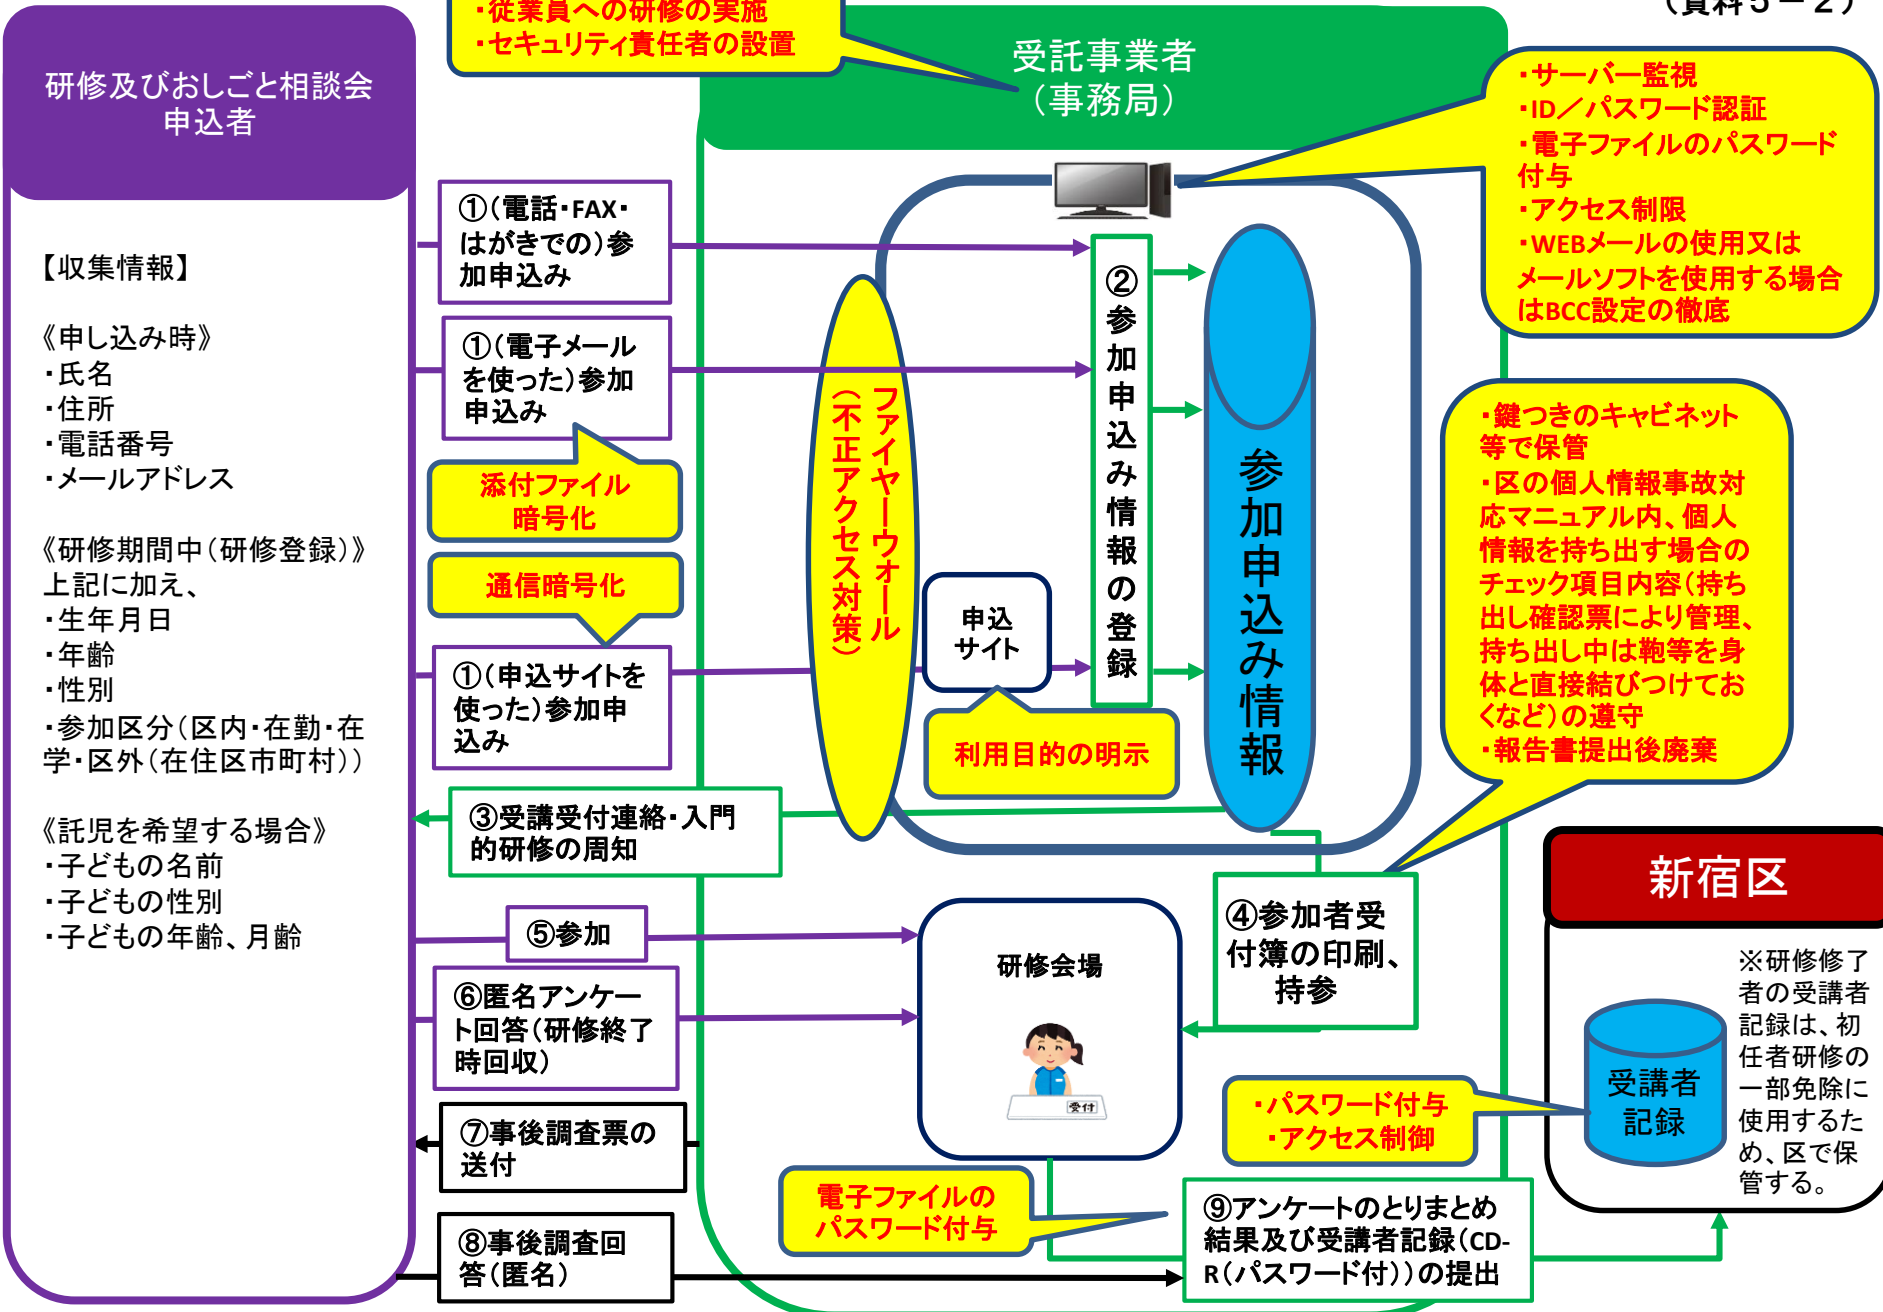 (資料5-2)
・従業員への研修の実施
・セキュリティ責任者の設置
受託事業者
(事務局)
研修及びおしごと相談会
申込者
・サーバー監視
・ID/パスワード認証
・電子ファイルのパスワード
付与
・アクセス制限
・WEBメールの使用又は
メールソフトを使用する場合
はBCC設定の徹底
【収集情報】
《申し込み時》
・氏名
・住所
・電話番号
・メールアドレス
《研修期間中(研修登録)》
上記に加え、
・生年月日
・年齢
・性別
・参加区分(区内・在勤・在
学・区外(在住区市町村))
《託児を希望する場合》
・子どもの名前
・子どもの性別
・子どもの年齢、月齢
①(電話・FAX・
はがきでの)参
加申込み
①(電子メール
を使った)参加
申込み
添付ファイル
暗号化
通信暗号化
①(申込サイトを
使った)参加申
込み
ファイヤーウォール
(不正アクセス対策)
申込
サイト
利用目的の明示
②参加申込み情報の登録
参加申込み情報
・鍵つきのキャビネット
等で保管
・区の個人情報事故対
応マニュアル内、個人
情報を持ち出す場合の
チェック項目内容(持ち
出し確認票により管理、
持ち出し中は鞄等を身
体と直接結びつけてお
くなど)の遵守
・報告書提出後廃棄
③受講受付連絡・入門
的研修の周知
④参加者受
付簿の印刷、
持参
⑤参加
⑥匿名アンケー
ト回答(研修終了
時回収)
研修会場
受付
⑦事後調査票の
送付
⑧事後調査回
答(匿名)
電子ファイルの
パスワード付与
⑨アンケートのとりまとめ
結果及び受講者記録(CD-
R(パスワード付))の提出
・パスワード付与
・アクセス制御
新宿区
受講者
記録
※研修修了
者の受講者
記録は、初
任者研修の
一部免除に
使用するた
め、区で保
管する。